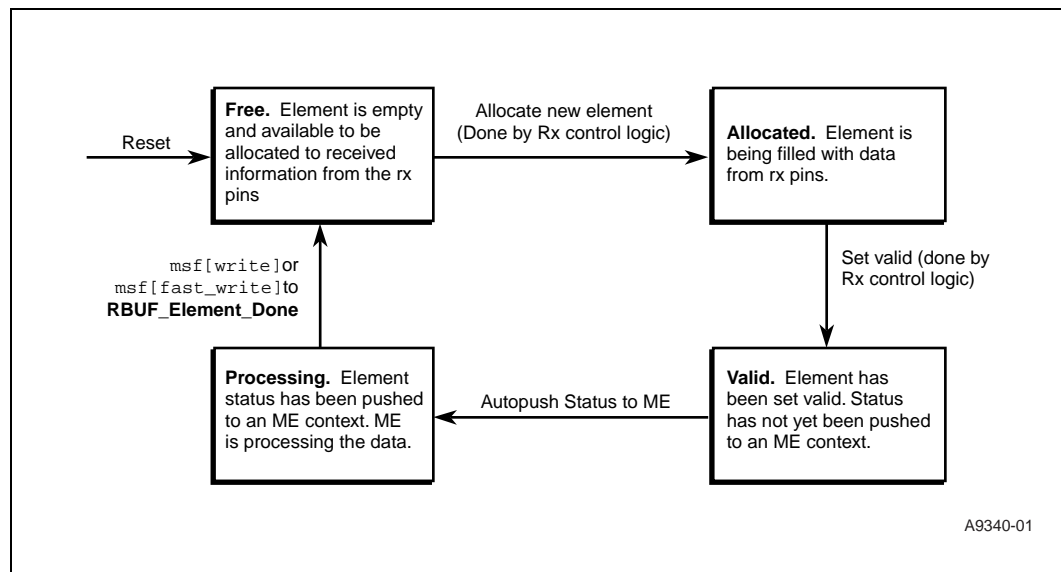 Reset
Free. Element is empty
and available to be
allocated to received
information from the rx
pins
Allocate new element
(Done by Rx control logic)
Allocated. Element is
being filled with data
from rx pins.
Set valid (done by
Rx control logic)
Valid. Element has
been set valid. Status
has not yet been pushed
to an ME context.
Autopush Status to ME
Processing. Element
status has been pushed
to an ME context. ME
is processing the data.
msf[write]or
msf[fast_write]to
RBUF_Element_Done
A9340-01